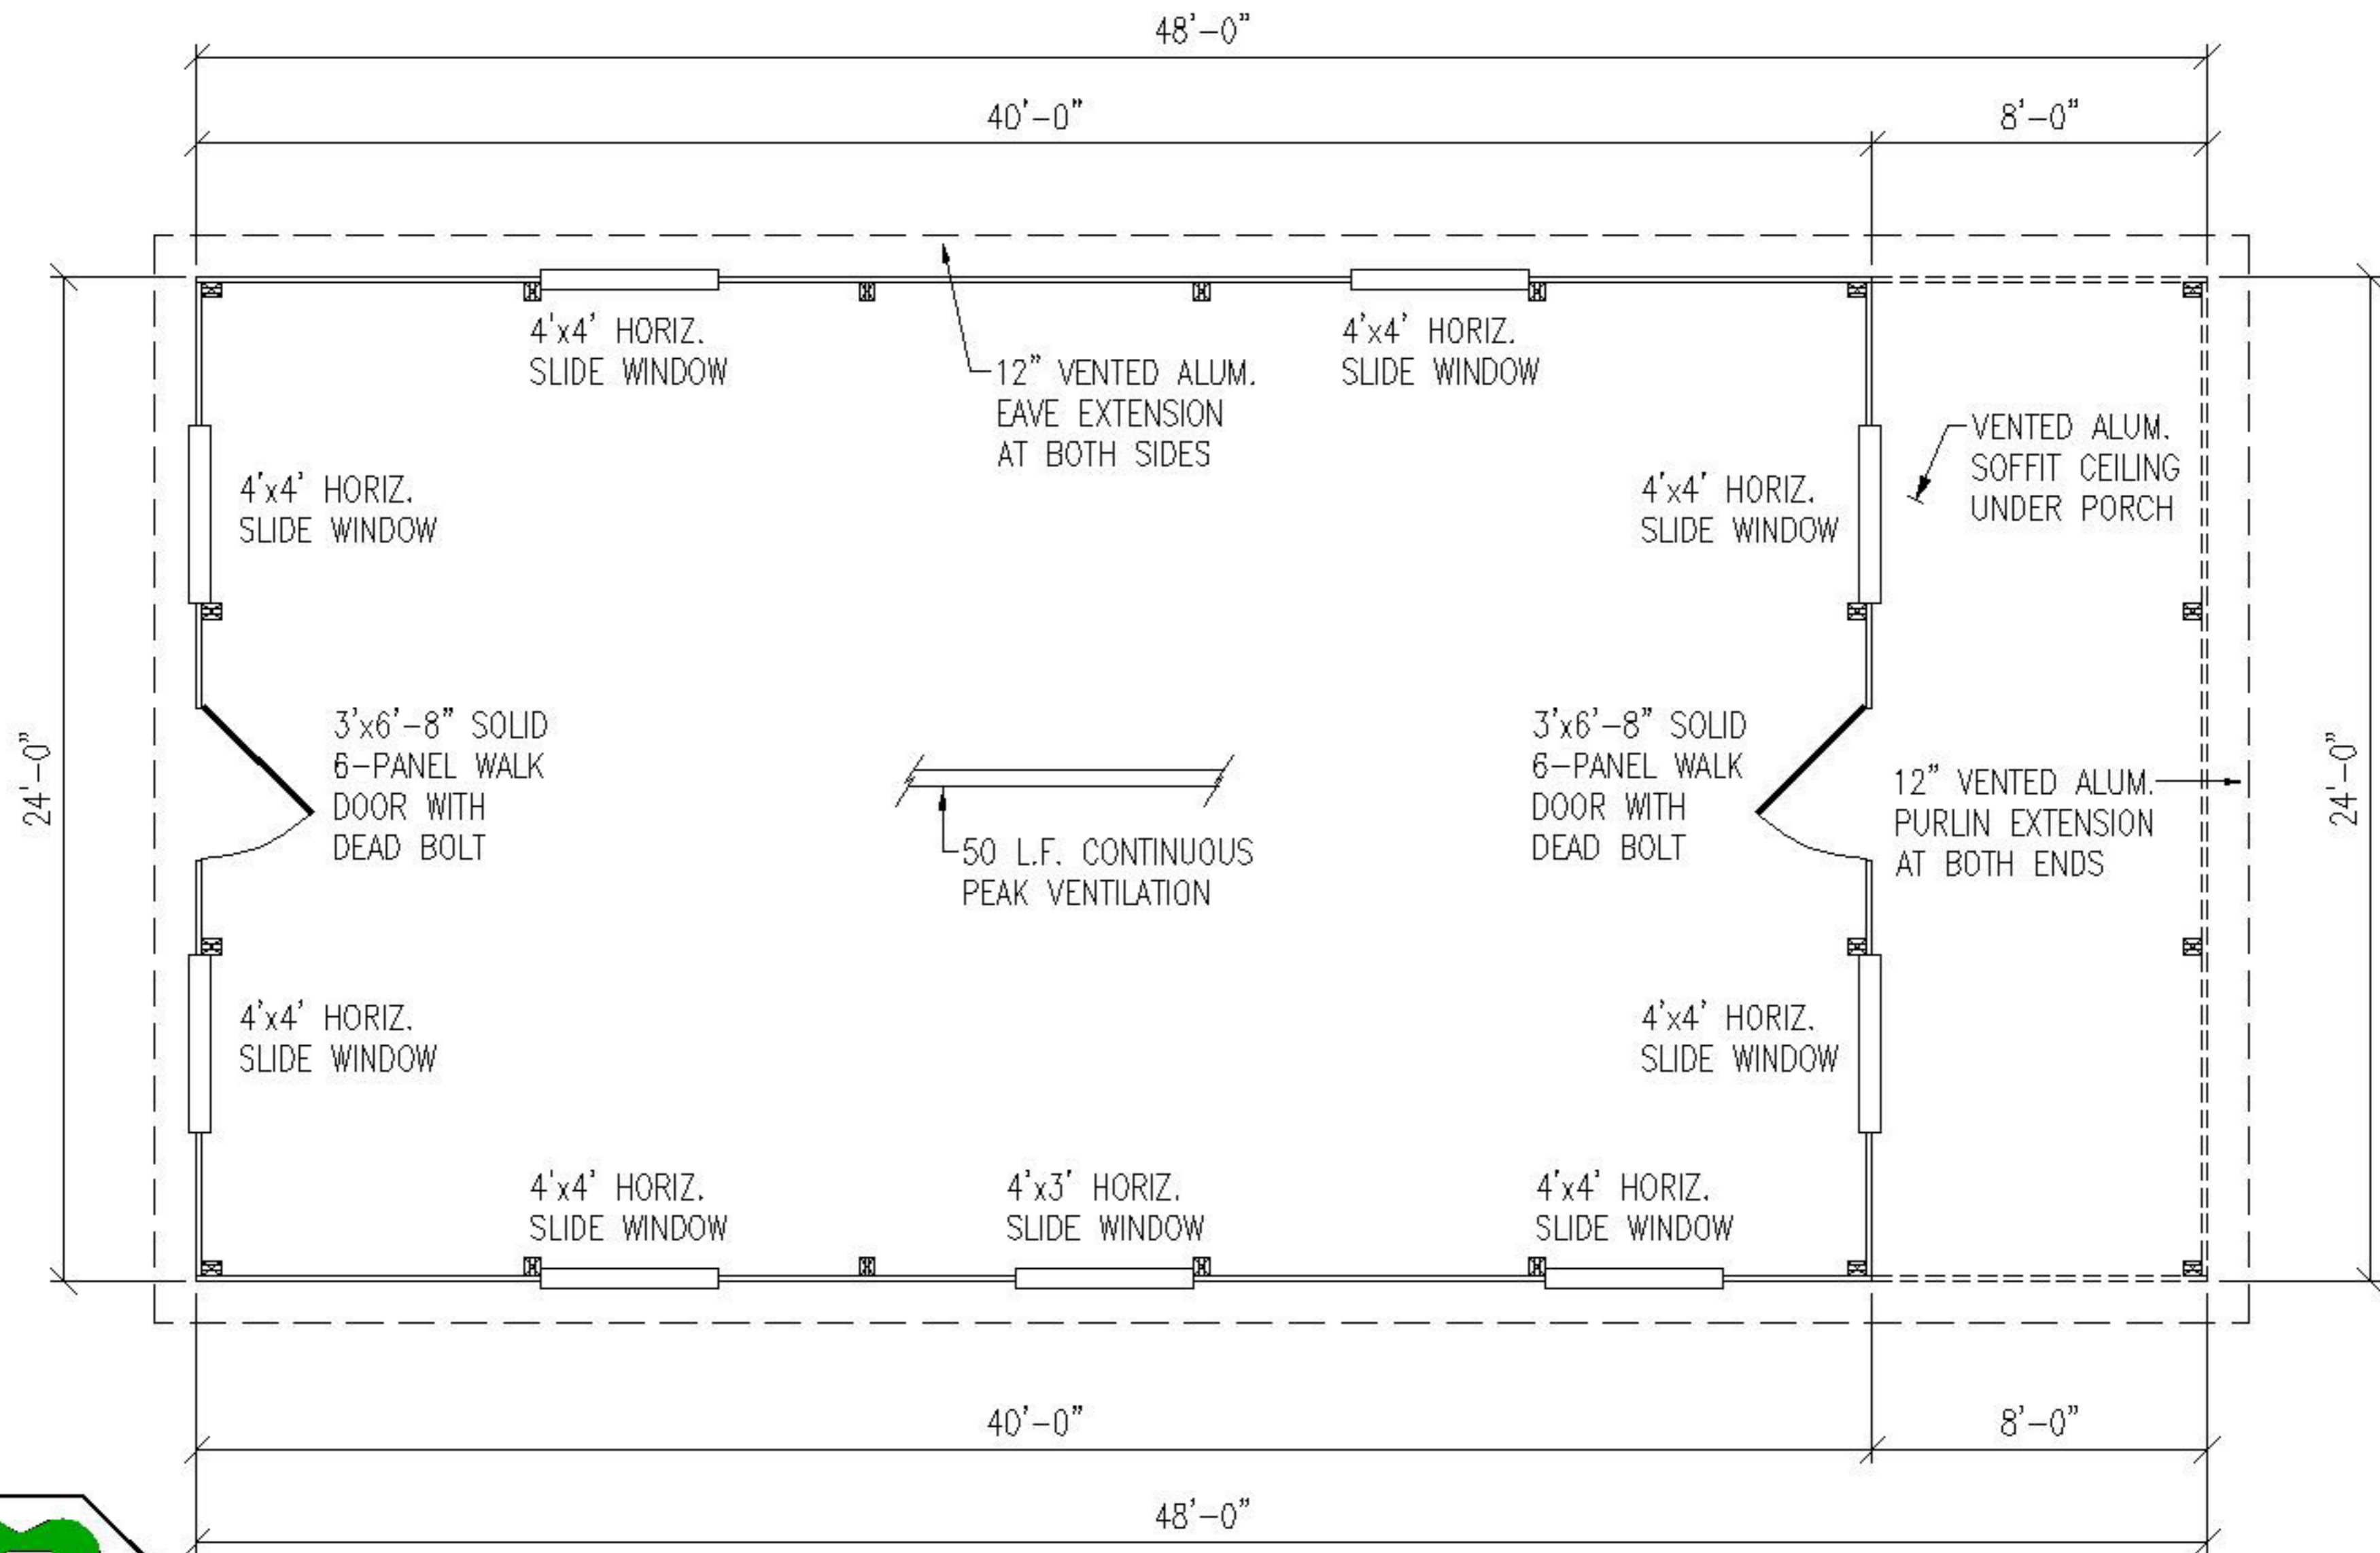 48'-0"
40'-0"
8'-0"
4'x4' HORIZ.
SLIDE WINDOW
4'x4' HORIZ.
SLIDE WINDOW
12" VENTED ALUM.
EAVE EXTENSION
AT BOTH SIDES
VENTED ALUM.
SOFFIT CEILING
UNDER PORCH
4'x4' HORIZ.
SLIDE WINDOW
4'x4' HORIZ.
SLIDE WINDOW
24'-0"
3'x6'-8" SOLID
6-PANEL WALK
DOOR WITH
DEAD BOLT
50 L.F. CONTINUOUS
PEAK VENTILATION
3'x6'-8" SOLID
6-PANEL WALK
DOOR WITH
DEAD BOLT
12" VENTED ALUM.
PURLIN EXTENSION
AT BOTH ENDS
24'-0"
4'x4' HORIZ.
SLIDE WINDOW
4'x4' HORIZ.
SLIDE WINDOW
4'x4' HORIZ.
SLIDE WINDOW
4'x3' HORIZ.
SLIDE WINDOW
4'x4' HORIZ.
SLIDE WINDOW
40'-0"
8'-0"
48'-0"